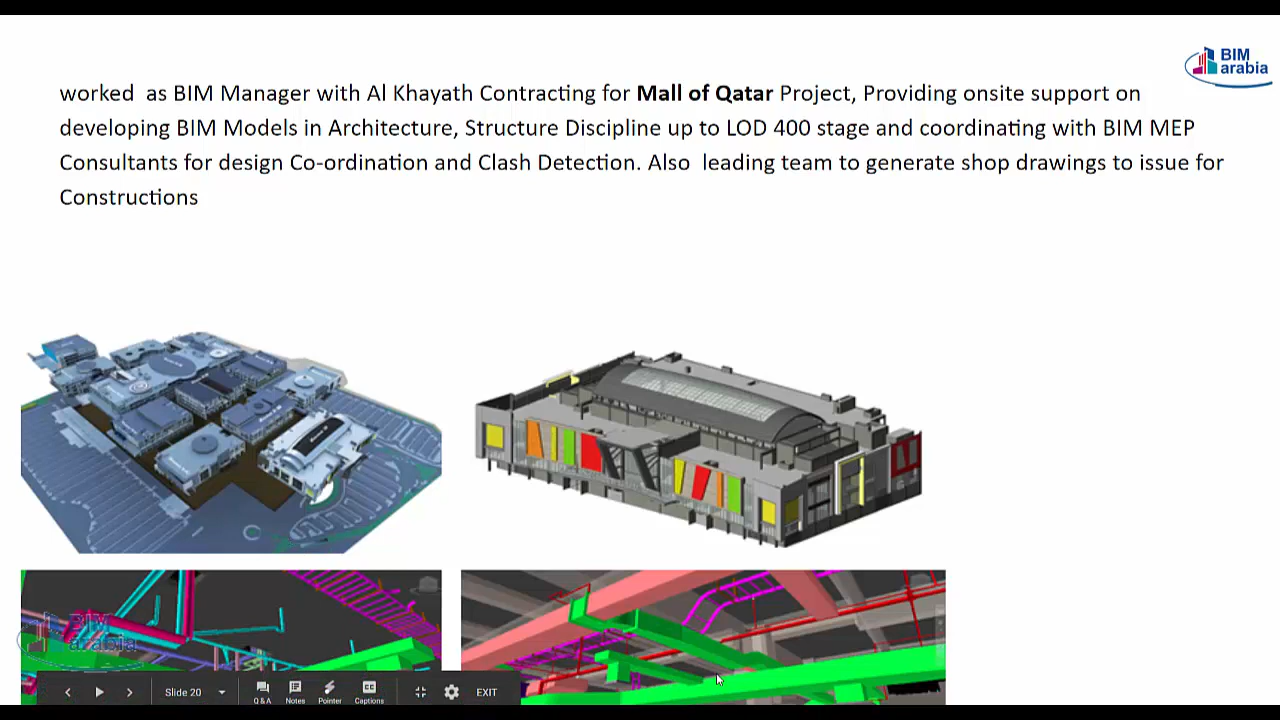 BIM
arabia
worked as BIM Manager with Al Khayath Contracting for Mall of Qatar Project, Providing onsite support on
developing BIM Models in Architecture, Structure Discipline up to LOD 400 stage and coordinating with BIM MEP
Consultants for design Co-ordination and Clash Detection. Also leading team to generate shop drawings to issue for
Constructions
BIM
arabia
Slide 20
Q & A
Notes
Pointer
Captions
EXIT